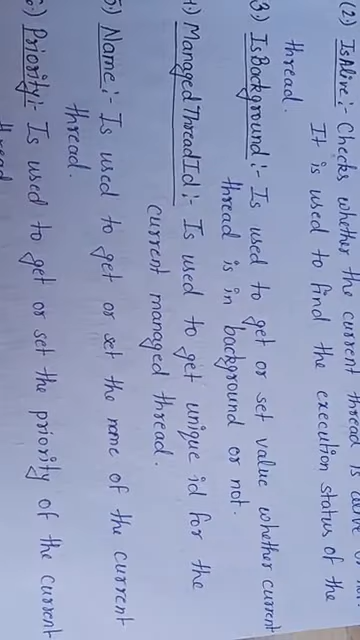 (2) IsAlive:- Checks whether the current thread is alive or not
It is used to find the execution status of the
thread.
3) IsBackground:- Is used to get or set value whether current
thread is in background or not.
4) ManagedThreadId:- Is used to get unique id for the
current managed thread.
5) Name:- Is used to get or set the name of the current
thread.
6) Priority:- Is used to get or set the priority of the current
thread